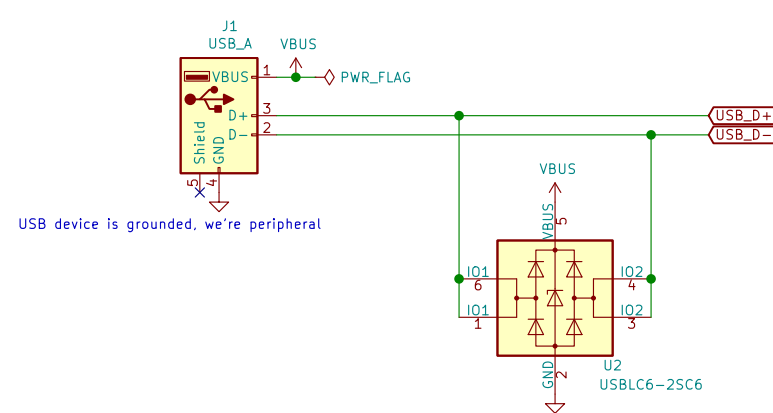 J1
USB_A
VBUS
VBUS
1
PWR_FLAG
D+
3
USB_D+
D-
2
USB_D-
Shield
GND
5
4
USB device is grounded, we're peripheral
VBUS
VBUS
5
IO1
6
IO2
4
IO1
1
IO2
3
GND
2
U2
USBLC6-2SC6